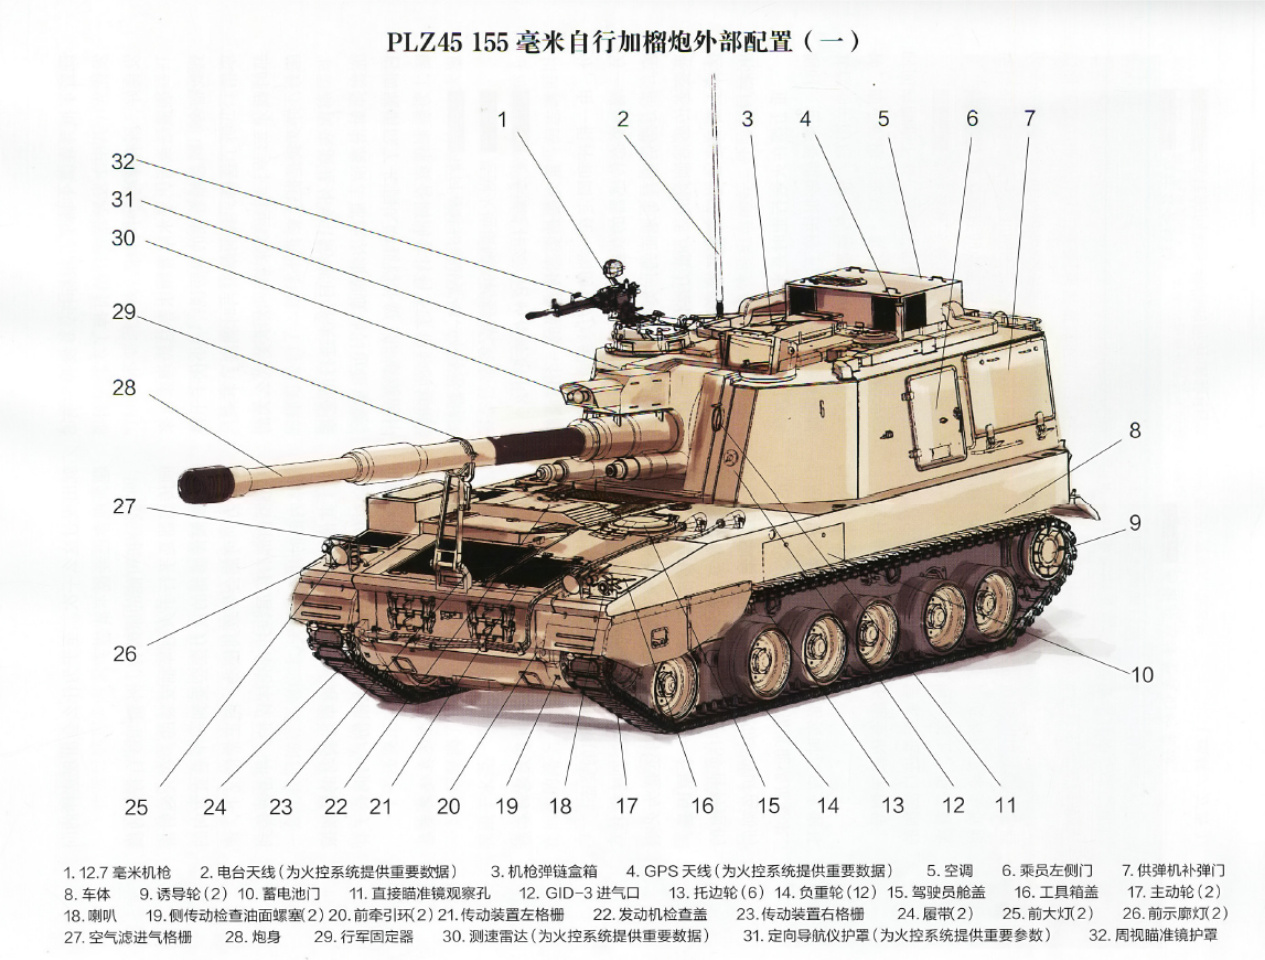 PLZ45 155 毫米自行加榴炮外部配置（一）
1 2 3 4 5 6 7
32
31
30
29
28
8
27
9
26
10
25 24 23 22 21 20 19 18 17 16 15 14 13 12 11
1. 12.7 毫米机枪 2. 电台天线（为火控系统提供重要数据） 3. 机枪弹链盒箱 4. GPS 天线（为火控系统提供重要数据） 5. 空调 6. 乘员左侧门 7. 供弹机补弹门
8. 车体 9. 诱导轮（2） 10. 蓄电池门 11. 直接瞄准镜观察孔 12. GID-3 进气口 13. 托边轮（6） 14. 负重轮（12） 15. 驾驶员舱盖 16. 工具箱盖 17. 主动轮（2）
18. 喇叭 19. 侧传动检查油面螺塞（2） 20. 前牵引环（2） 21. 传动装置左格栅 22. 发动机检查盖 23. 传动装置右格栅 24. 履带（2） 25. 前大灯（2） 26. 前示廓灯（2）
27. 空气滤进气格栅 28. 炮身 29. 行军固定器 30. 测速雷达（为火控系统提供重要数据） 31. 定向导航仪护罩（为火控系统提供重要参数） 32. 周视瞄准镜护罩